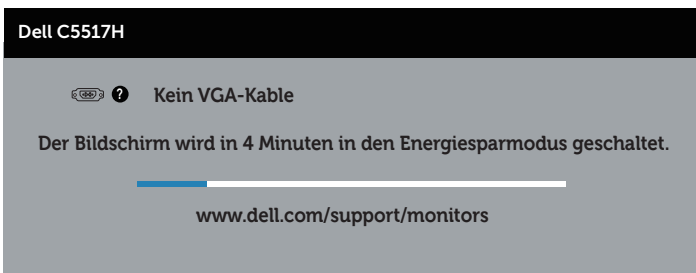 Dell C5517H
? Kein VGA-Kable
Der Bildschirm wird in 4 Minuten in den Energiesparmodus geschaltet.
www.dell.com/support/monitors